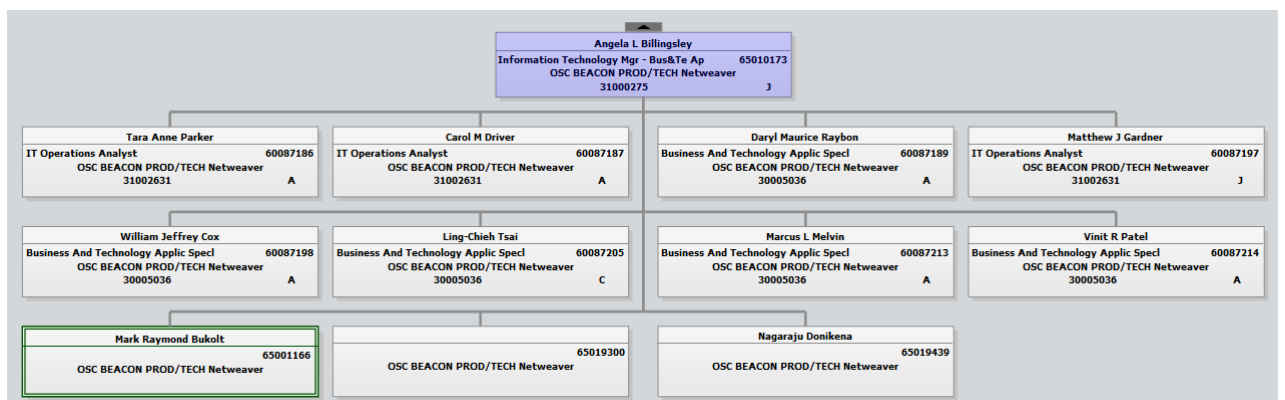 Angela L Billingsley
Information Technology Mgr - Bus&Te Ap 65010173
OSC BEACON PROD/TECH Netweaver
31000275 J
Tara Anne Parker
IT Operations Analyst 60087186
OSC BEACON PROD/TECH Netweaver
31002631 A
Carol M Driver
IT Operations Analyst 60087187
OSC BEACON PROD/TECH Netweaver
31002631 A
Daryl Maurice Raybon
Business And Technology Applic Specl 60087189
OSC BEACON PROD/TECH Netweaver
30005036 A
Matthew J Gardner
IT Operations Analyst 60087197
OSC BEACON PROD/TECH Netweaver
31002631 J
William Jeffrey Cox
Business And Technology Applic Specl 60087198
OSC BEACON PROD/TECH Netweaver
30005036 A
Ling-Chieh Tsai
Business And Technology Applic Specl 60087205
OSC BEACON PROD/TECH Netweaver
30005036 C
Marcus L Melvin
Business And Technology Applic Specl 60087213
OSC BEACON PROD/TECH Netweaver
30005036 A
Vinit R Patel
Business And Technology Applic Specl 60087214
OSC BEACON PROD/TECH Netweaver
30005036 A
Mark Raymond Bukolt
65001166
OSC BEACON PROD/TECH Netweaver
65019300
OSC BEACON PROD/TECH Netweaver
Nagaraju Donikena
65019439
OSC BEACON PROD/TECH Netweaver